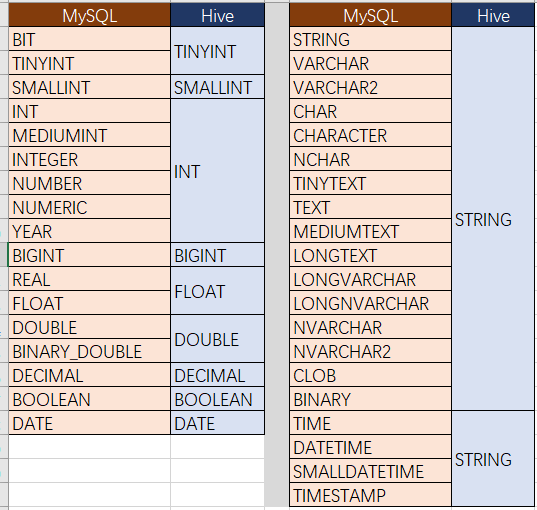 MySQL Hive MySQL Hive
BIT TINYINT STRING STRING
TINYINT VARCHAR
SMALLINT SMALLINT VARCHAR2
INT INT CHAR
MEDIUMINT CHARACTER
INTEGER NCHAR
NUMBER TINYTEXT
NUMERIC TEXT
YEAR MEDIUMTEXT
BIGINT BIGINT LONGTEXT
REAL FLOAT LONGVARCHAR
FLOAT LONGNVARCHAR
DOUBLE DOUBLE NVARCHAR
BINARY_DOUBLE NVARCHAR2
DECIMAL DECIMAL CLOB
BOOLEAN BOOLEAN BINARY
DATE DATE TIME STRING
DATETIME
SMALLDATETIME
TIMESTAMP